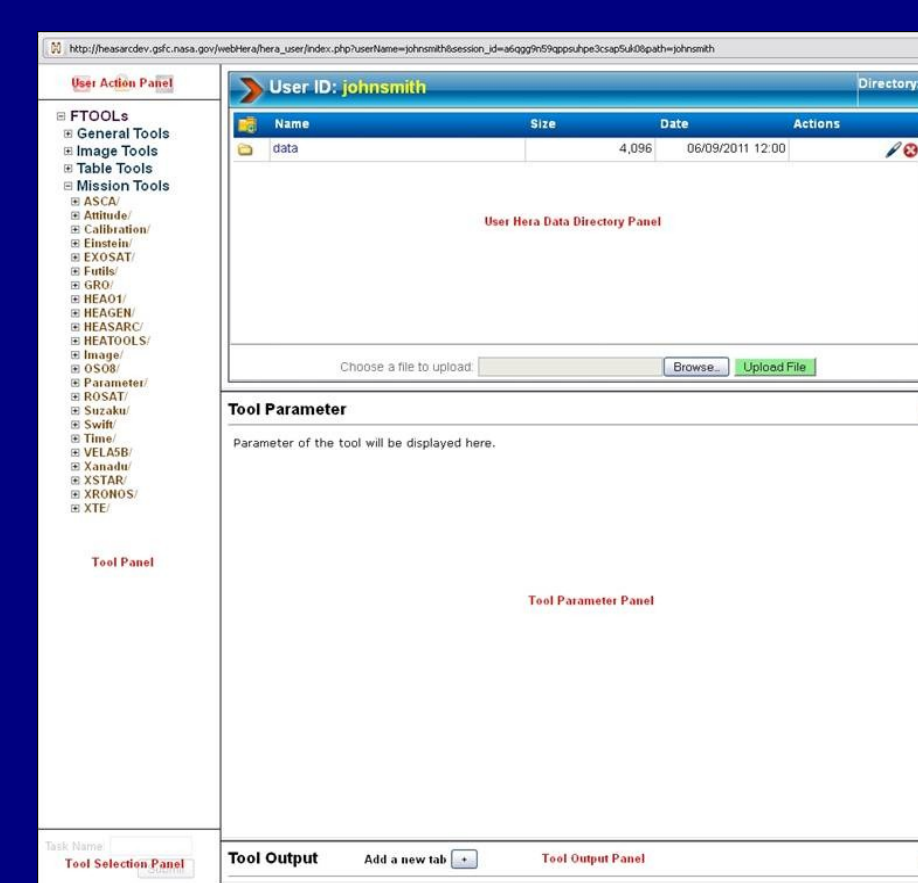 http://heasarcdev.gsfc.nasa.gov/webHera/hera_user/index.php?userName=johnsmith&session_id=a6qgg9n59qppsuhpe3csap5uk08&path=johnsmith
User Action Panel
FTOOLs
General Tools
Image Tools
Table Tools
Mission Tools
ASCA/
Attitude/
Calibration/
Einstein/
EXOSAT/
Futils/
GRO/
HEAO1/
HEAGEN/
HEASARC/
HEATOOLS/
Image/
OSO8/
Parameter/
ROSAT/
Suzaku/
Swift/
Time/
VELA5B/
Xanadu/
XSTAR/
XRONOS/
XTE/
Tool Panel
Task Name:
Tool Selection Panel
Submit
User ID: johnsmith Directory
Name Size Date Actions
data 4,096 06/09/2011 12:00
User Hera Data Directory Panel
Choose a file to upload: Browse... Upload File
Tool Parameter
Parameter of the tool will be displayed here.
Tool Parameter Panel
Tool Output Add a new tab + Tool Output Panel